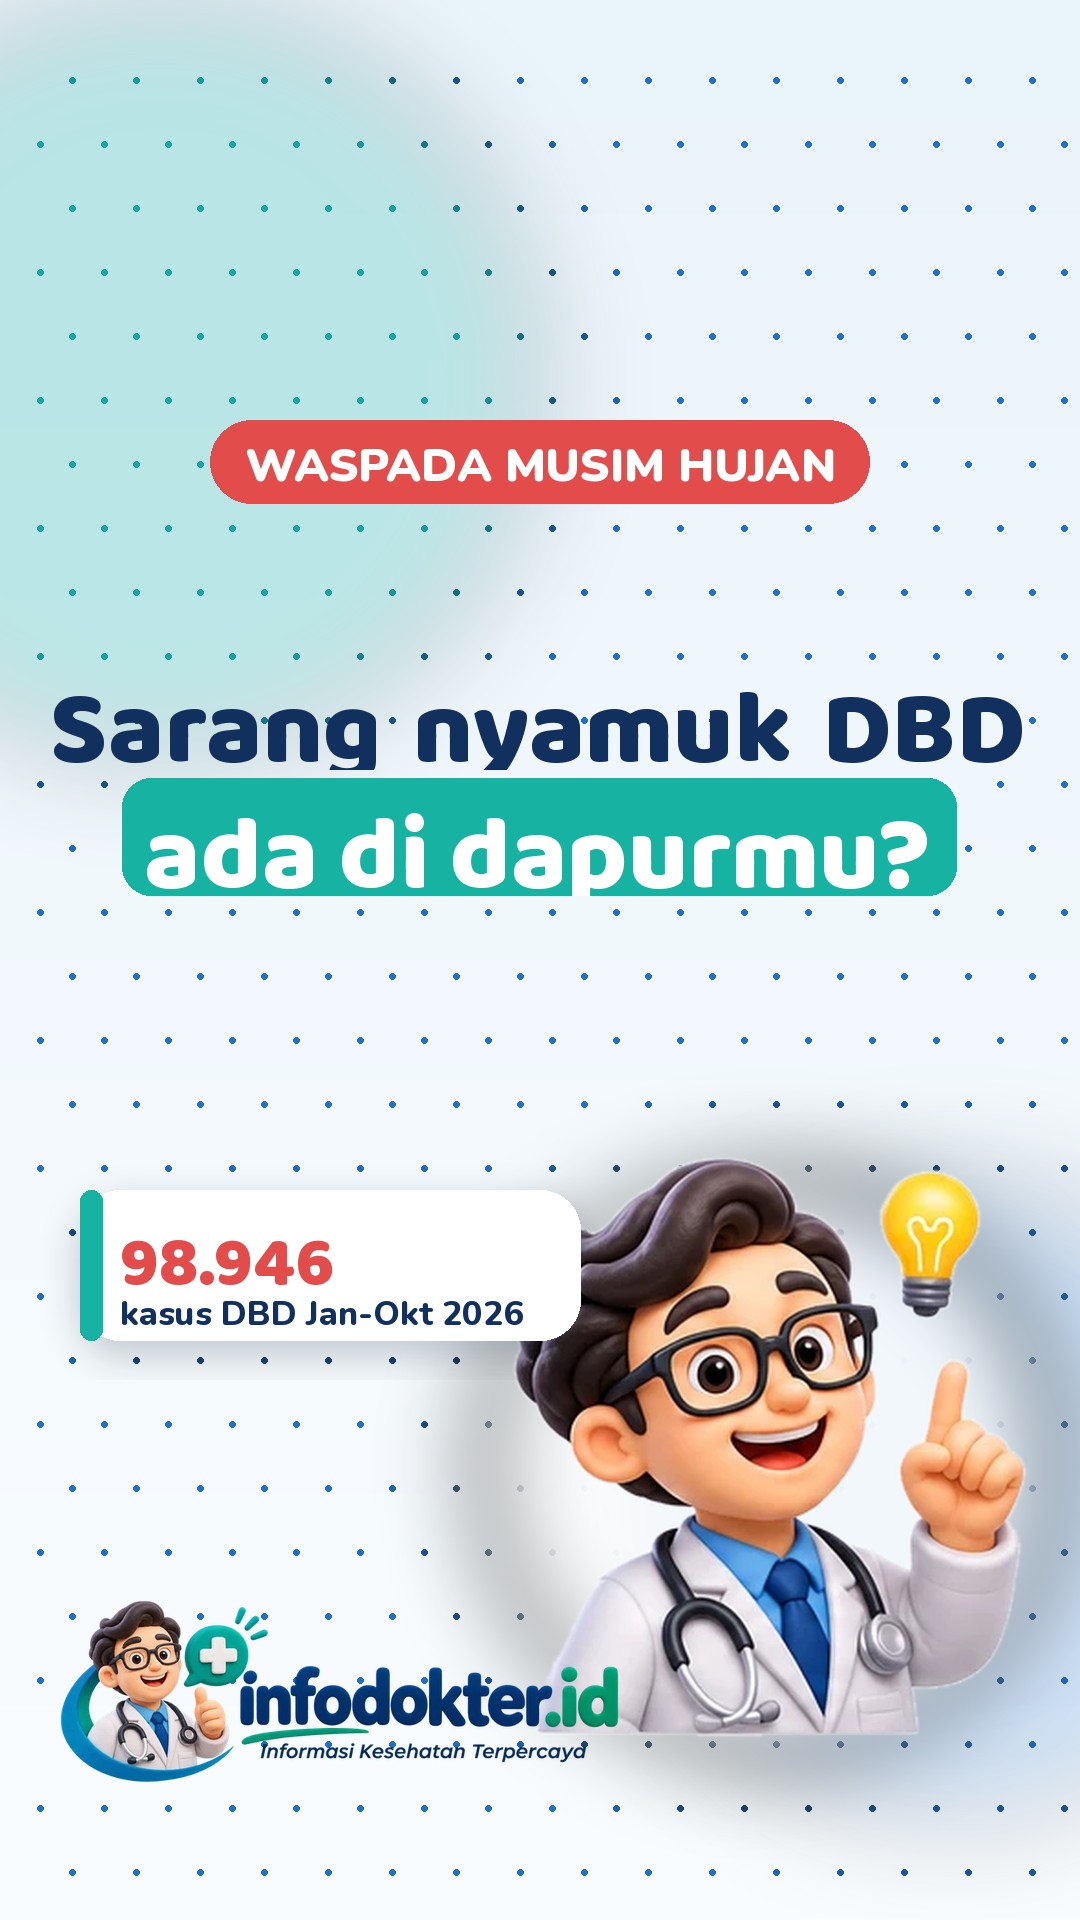 WASPADA MUSIM HUJAN
Sarang nyamuk DBD
ada di dapurmu?
98.946
kasus DBD Jan-Okt 2026
infodokter.id
Informasi Kesehatan Terpercayd